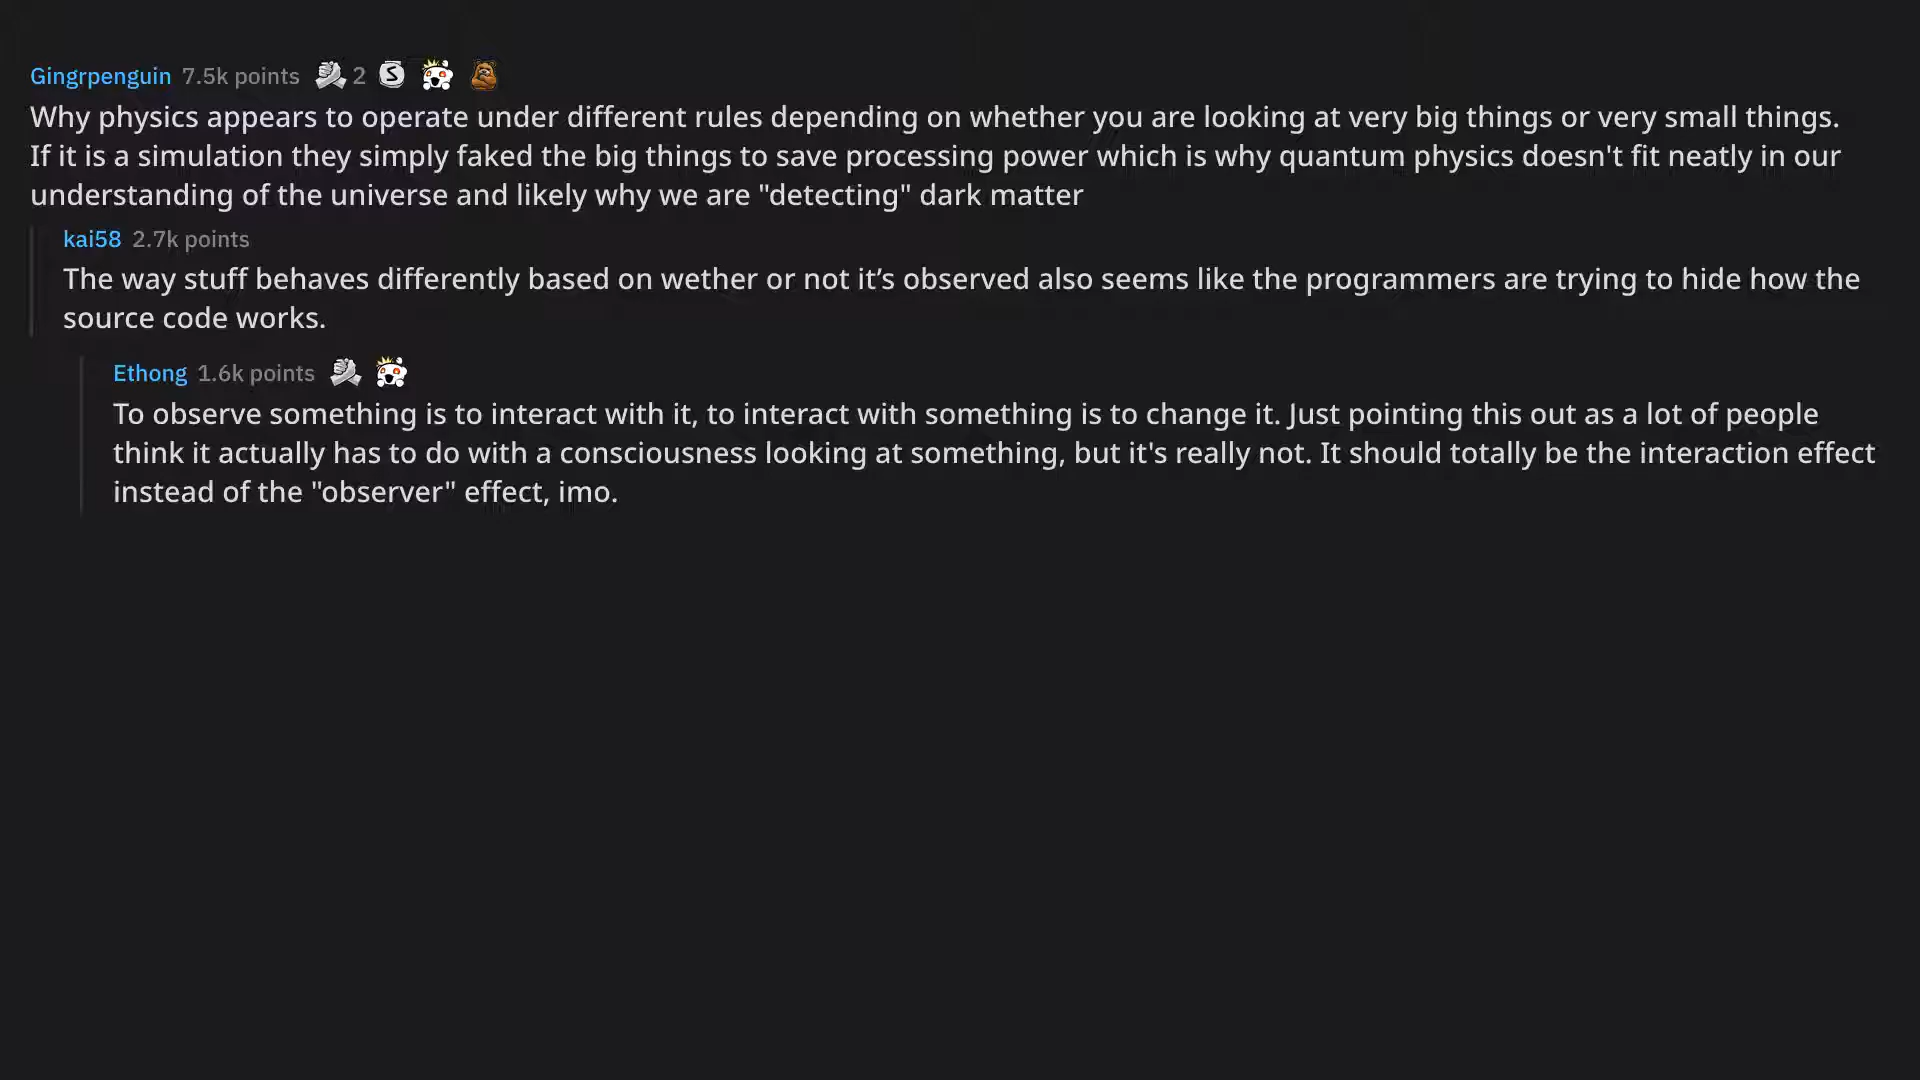 Gingrpenguin 7.5k points 2
Why physics appears to operate under different rules depending on whether you are looking at very big things or very small things.
If it is a simulation they simply faked the big things to save processing power which is why quantum physics doesn't fit neatly in our
understanding of the universe and likely why we are "detecting" dark matter
kai58 2.7k points
The way stuff behaves differently based on wether or not it’s observed also seems like the programmers are trying to hide how the
source code works.
Ethong 1.6k points
To observe something is to interact with it, to interact with something is to change it. Just pointing this out as a lot of people
think it actually has to do with a consciousness looking at something, but it's really not. It should totally be the interaction effect
instead of the "observer" effect, imo.